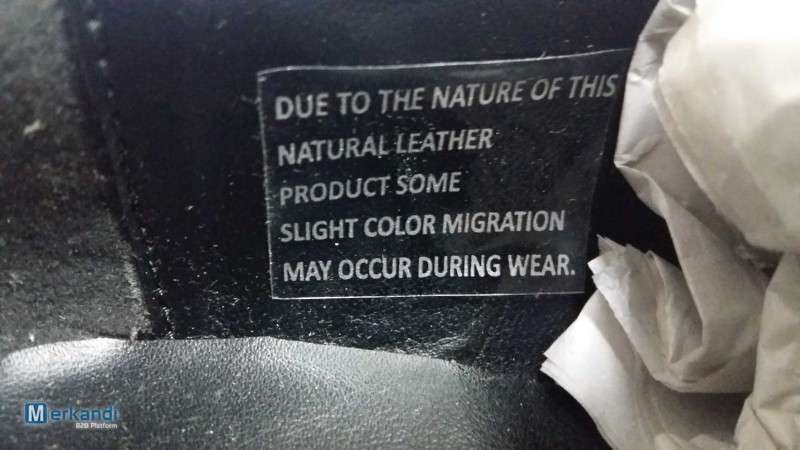 DUE TO THE NATURE OF THIS
NATURAL LEATHER
PRODUCT SOME
SLIGHT COLOR MIGRATION
MAY OCCUR DURING WEAR.
Merkandi
B2B Platform